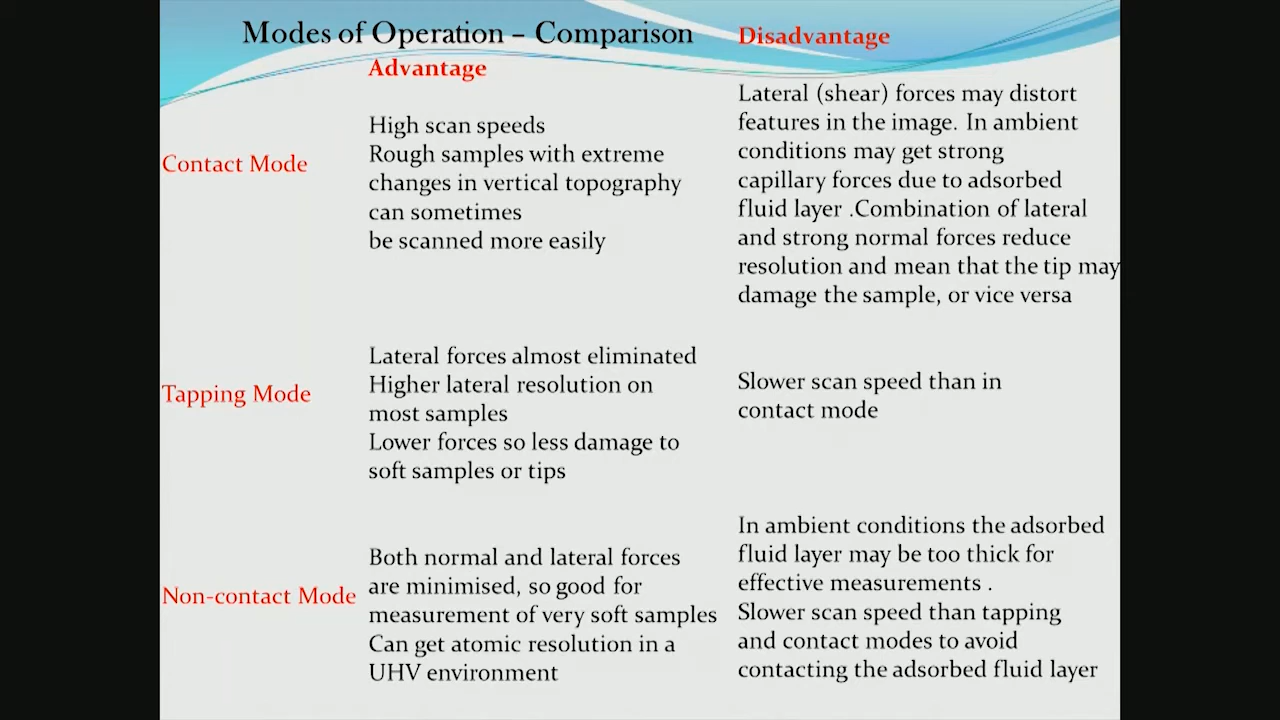 Modes of Operation – Comparison
Advantage
Disadvantage
Contact Mode
High scan speeds
Rough samples with extreme
changes in vertical topography
can sometimes
be scanned more easily
Lateral (shear) forces may distort
features in the image. In ambient
conditions may get strong
capillary forces due to adsorbed
fluid layer .Combination of lateral
and strong normal forces reduce
resolution and mean that the tip may
damage the sample, or vice versa
Tapping Mode
Lateral forces almost eliminated
Higher lateral resolution on
most samples
Lower forces so less damage to
soft samples or tips
Slower scan speed than in
contact mode
Non-contact Mode
Both normal and lateral forces
are minimised, so good for
measurement of very soft samples
Can get atomic resolution in a
UHV environment
In ambient conditions the adsorbed
fluid layer may be too thick for
effective measurements .
Slower scan speed than tapping
and contact modes to avoid
contacting the adsorbed fluid layer